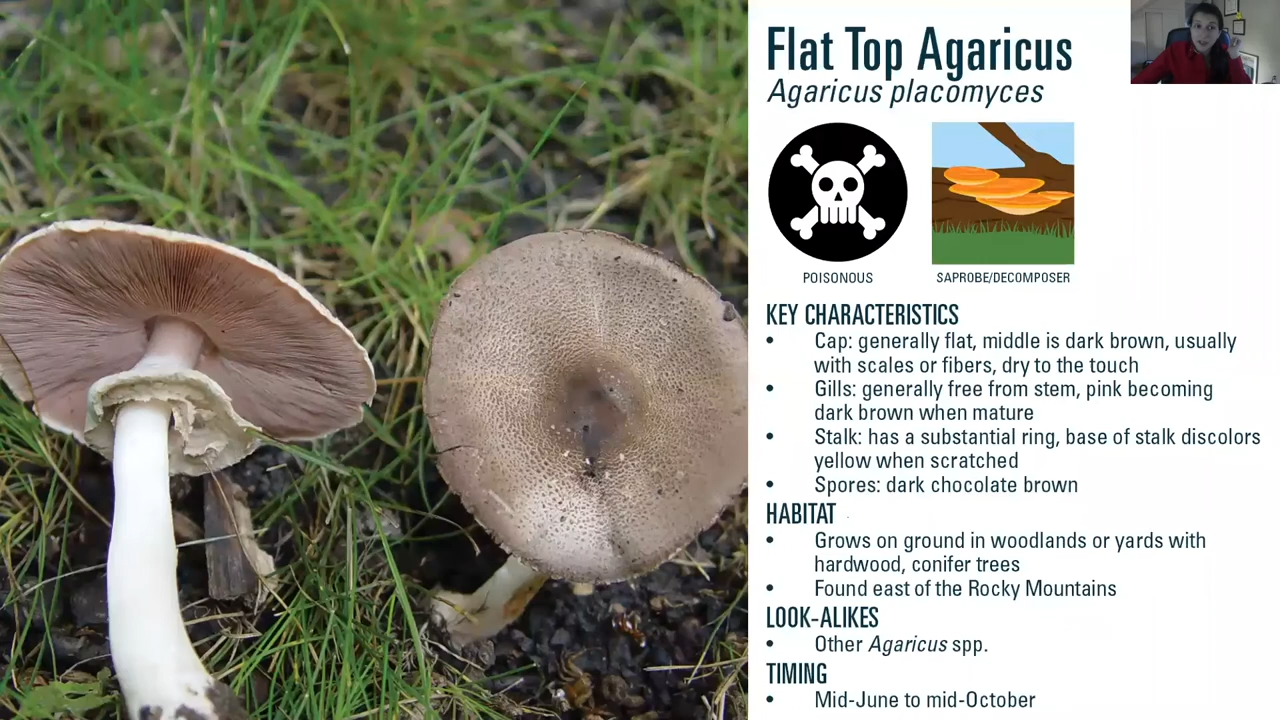 Flat Top Agaricus
Agaricus placomyces
POISONOUS
SAPROBE/DECOMPOSER
KEY CHARACTERISTICS
• Cap: generally flat, middle is dark brown, usually
with scales or fibers, dry to the touch
• Gills: generally free from stem, pink becoming
dark brown when mature
• Stalk: has a substantial ring, base of stalk discolors
yellow when scratched
• Spores: dark chocolate brown
HABITAT
• Grows on ground in woodlands or yards with
hardwood, conifer trees
• Found east of the Rocky Mountains
LOOK-ALIKES
• Other Agaricus spp.
TIMING
• Mid-June to mid-October